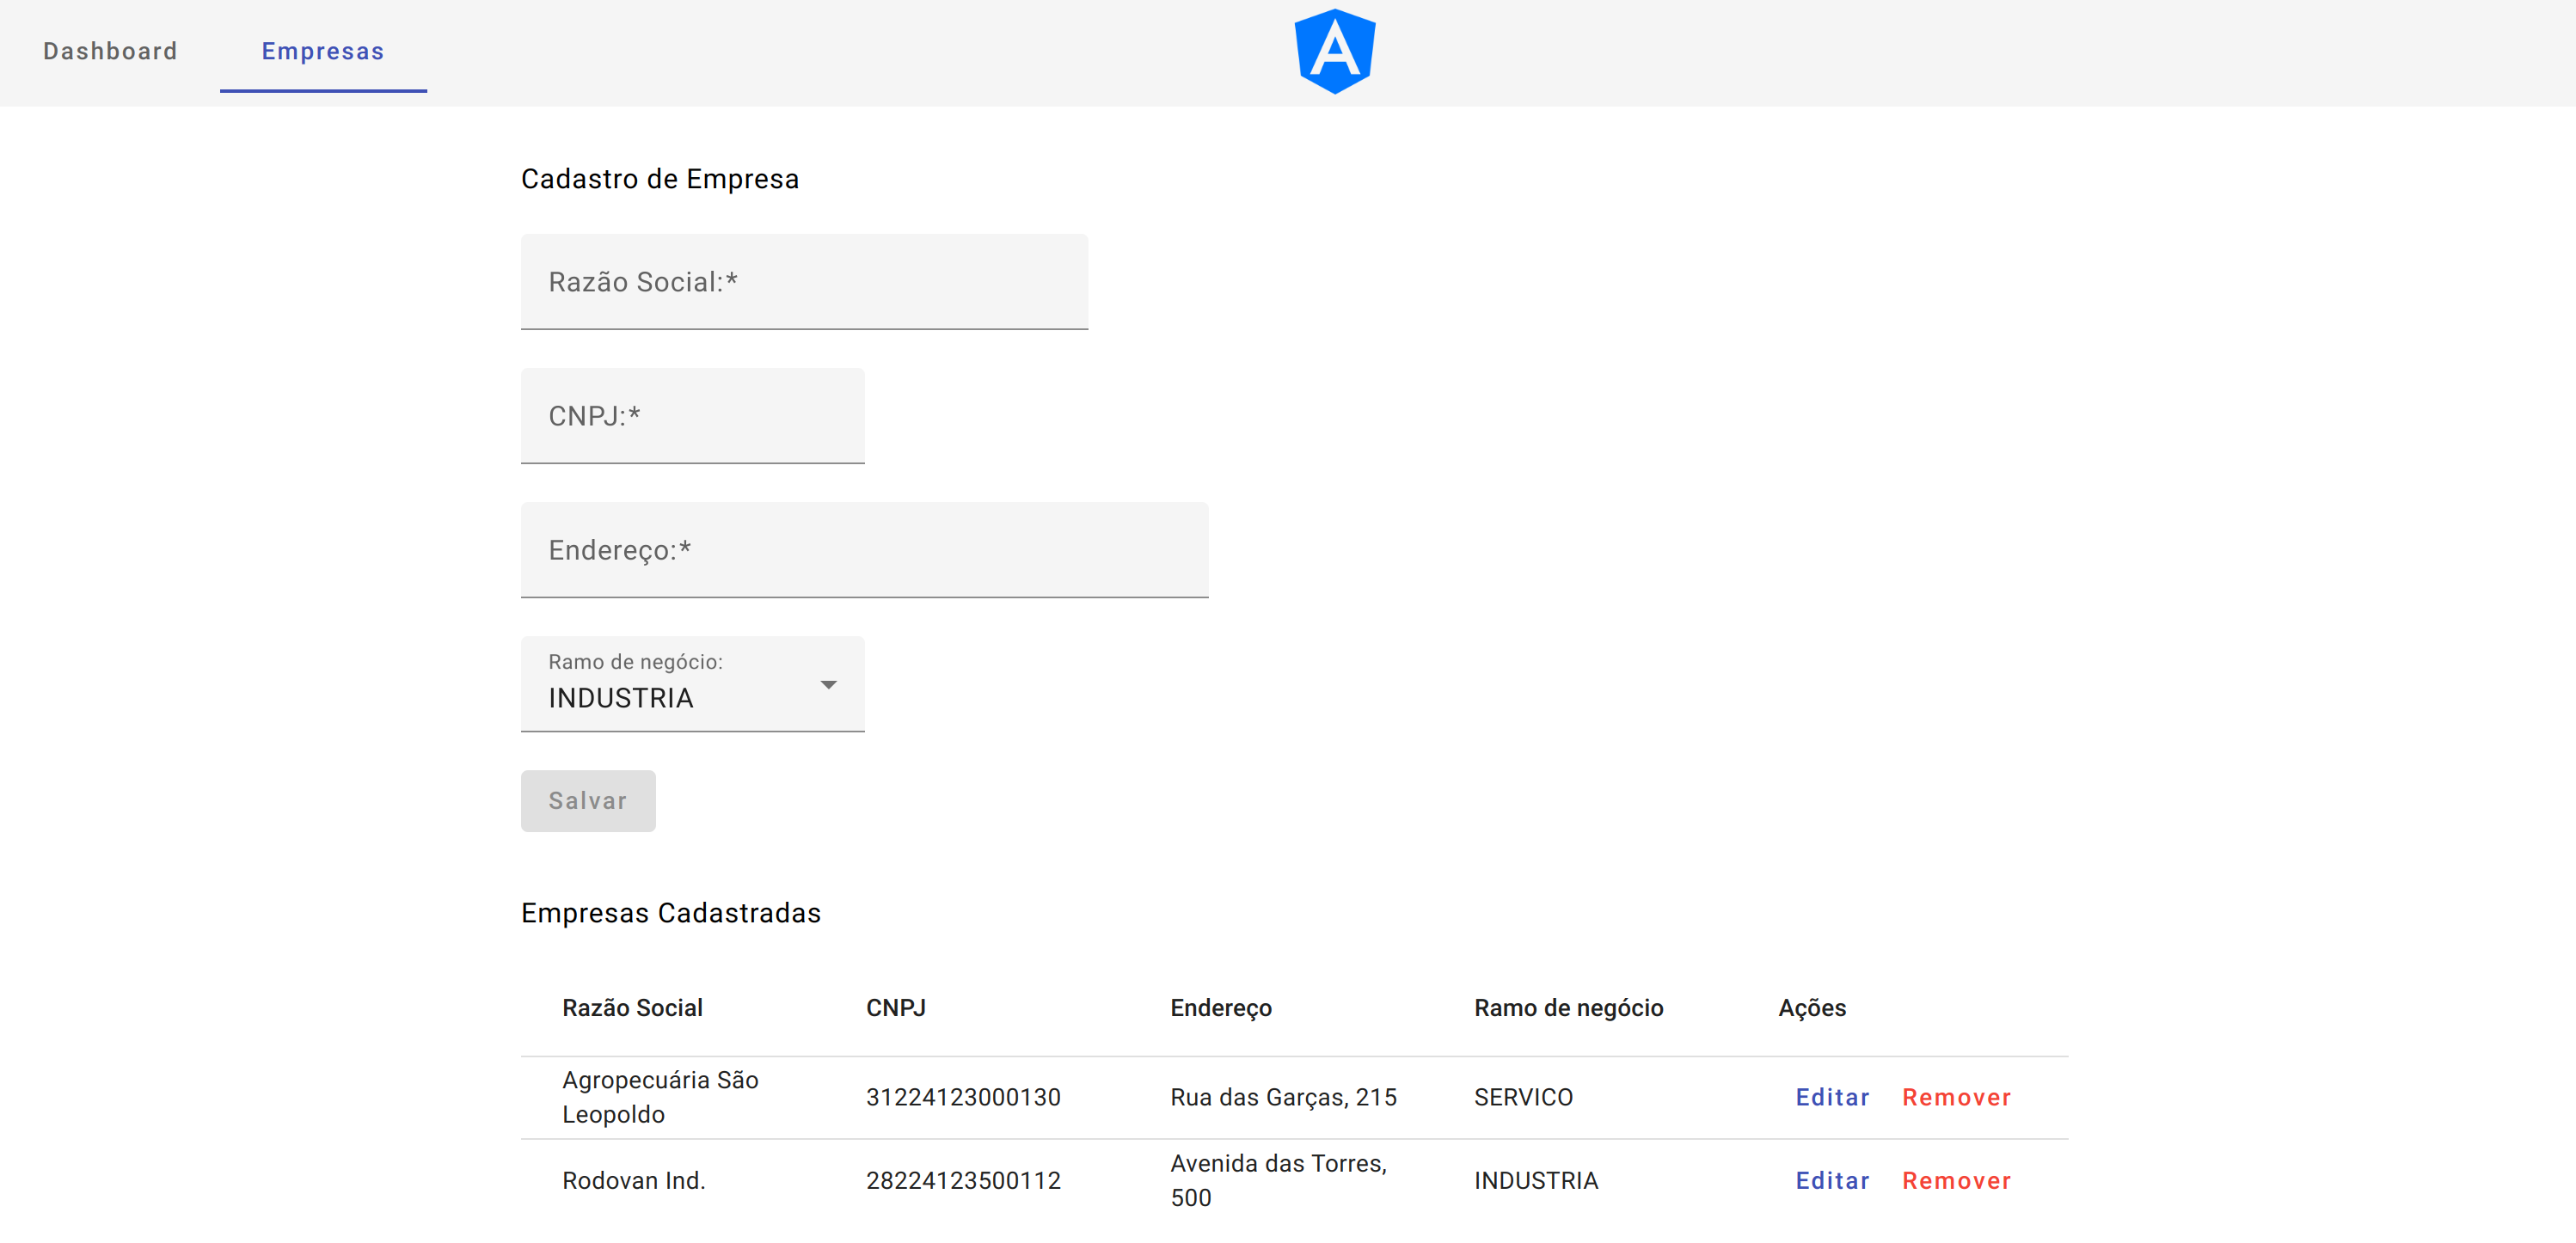 Dashboard Empresas
Cadastro de Empresa
Razão Social:*
CNPJ:*
Endereço:*
Ramo de negócio:
INDUSTRIA
Salvar
Empresas Cadastradas
Razão Social CNPJ Endereço Ramo de negócio Ações
Agropecuária São
Leopoldo
31224123000130 Rua das Garças, 215 SERVICO Editar Remover
Rodovan Ind. 28224123500112
Avenida das Torres,
500
INDUSTRIA Editar Remover